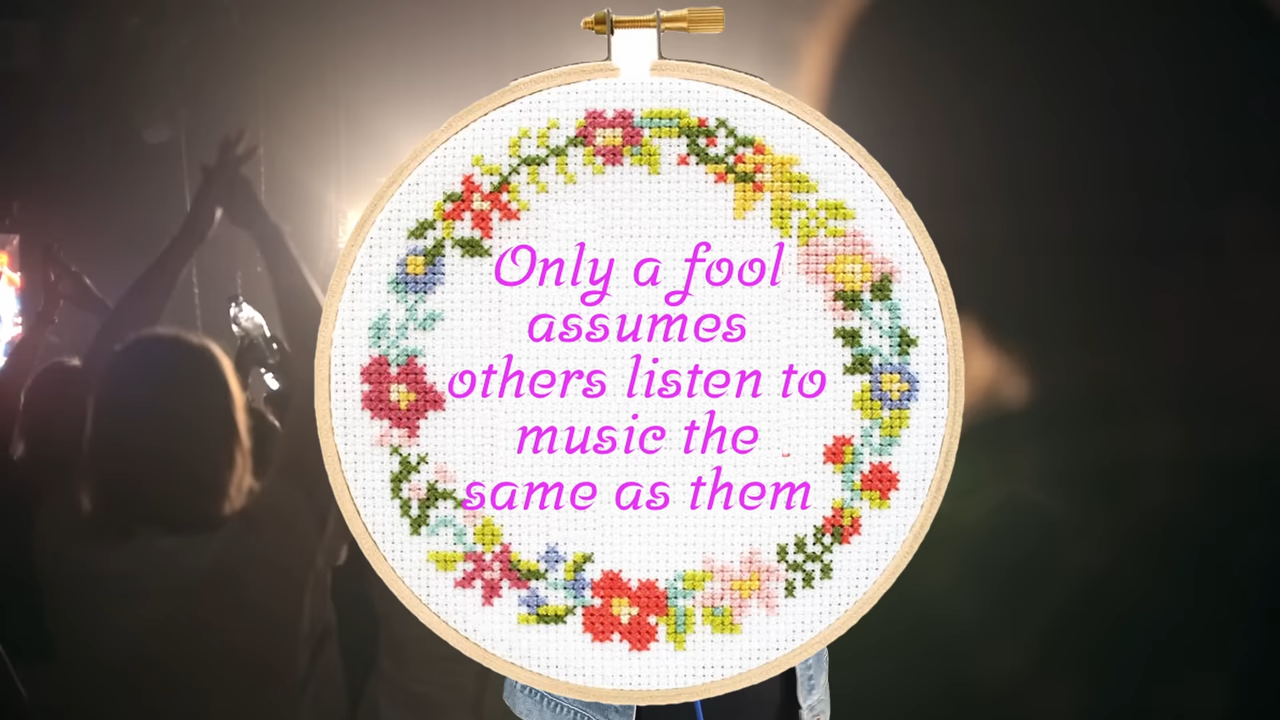 Only a fool
assumes
others listen to
music the
same as them